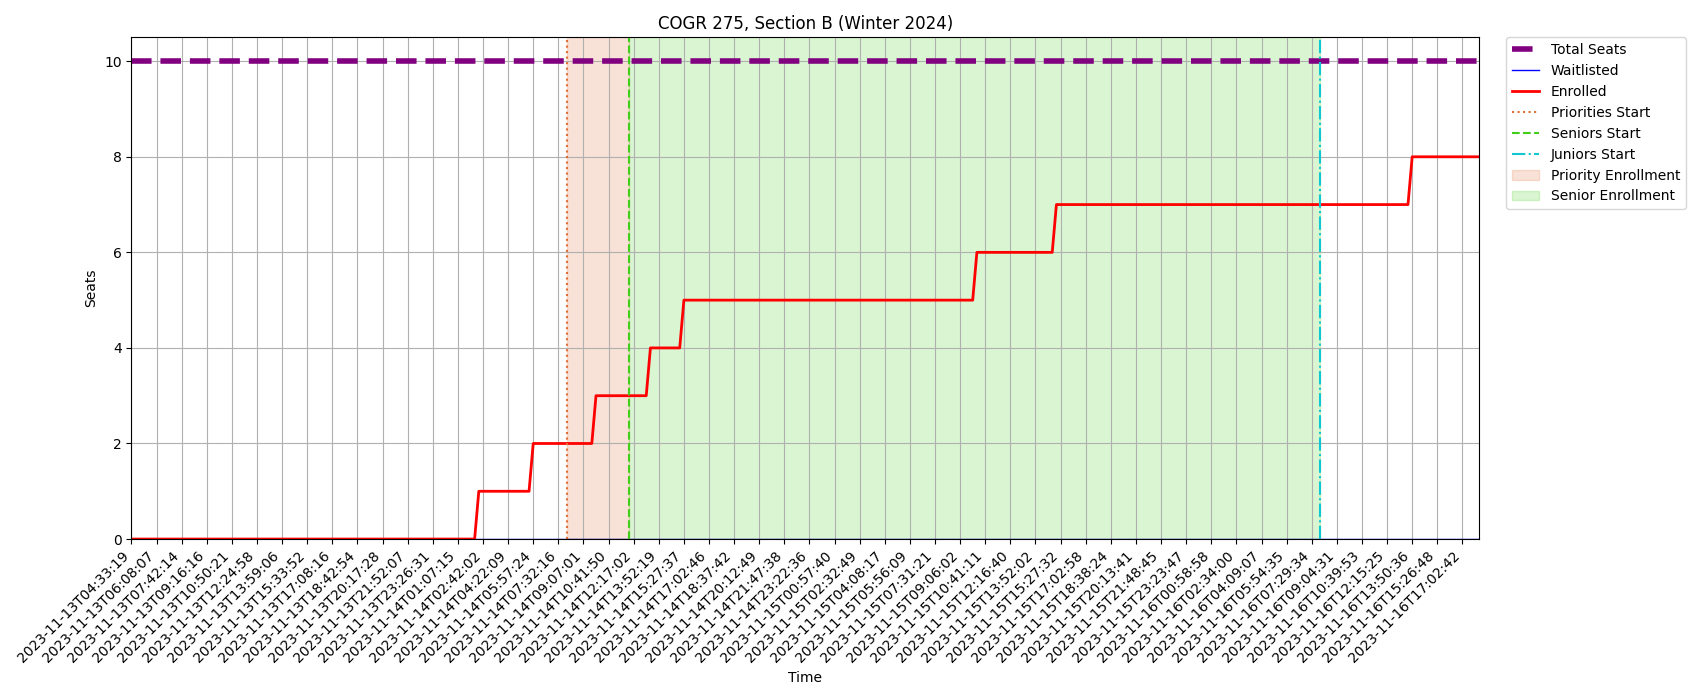 COGR 275, Section B (Winter 2024)
Total Seats
Waitlisted
Enrolled
Priorities Start
Seniors Start
Juniors Start
Priority Enrollment
Senior Enrollment
Seats
10
8
6
4
2
0
2023-11-13T04:33:19
2023-11-13T06:08:07
2023-11-13T07:42:14
2023-11-13T09:16:16
2023-11-13T10:50:21
2023-11-13T12:24:58
2023-11-13T13:59:06
2023-11-13T15:33:52
2023-11-13T17:08:16
2023-11-13T18:42:54
2023-11-13T20:17:28
2023-11-13T21:52:07
2023-11-13T23:26:31
2023-11-14T01:07:15
2023-11-14T02:42:02
2023-11-14T04:22:09
2023-11-14T05:57:24
2023-11-14T07:32:16
2023-11-14T09:07:01
2023-11-14T10:41:50
2023-11-14T12:17:02
2023-11-14T13:52:19
2023-11-14T15:27:37
2023-11-14T17:02:46
2023-11-14T18:37:42
2023-11-14T20:12:49
2023-11-14T21:47:38
2023-11-14T23:22:36
2023-11-15T00:57:40
2023-11-15T02:32:49
2023-11-15T04:08:17
2023-11-15T05:56:09
2023-11-15T07:31:21
2023-11-15T09:06:02
2023-11-15T10:41:11
2023-11-15T12:16:40
2023-11-15T13:52:02
2023-11-15T15:27:32
2023-11-15T17:02:58
2023-11-15T18:38:24
2023-11-15T20:13:41
2023-11-15T21:48:45
2023-11-15T23:23:47
2023-11-16T00:58:58
2023-11-16T02:34:00
2023-11-16T04:09:07
2023-11-16T05:54:35
2023-11-16T07:29:34
2023-11-16T09:04:31
2023-11-16T10:39:53
2023-11-16T12:15:25
2023-11-16T13:50:36
2023-11-16T15:26:48
2023-11-16T17:02:42
Time